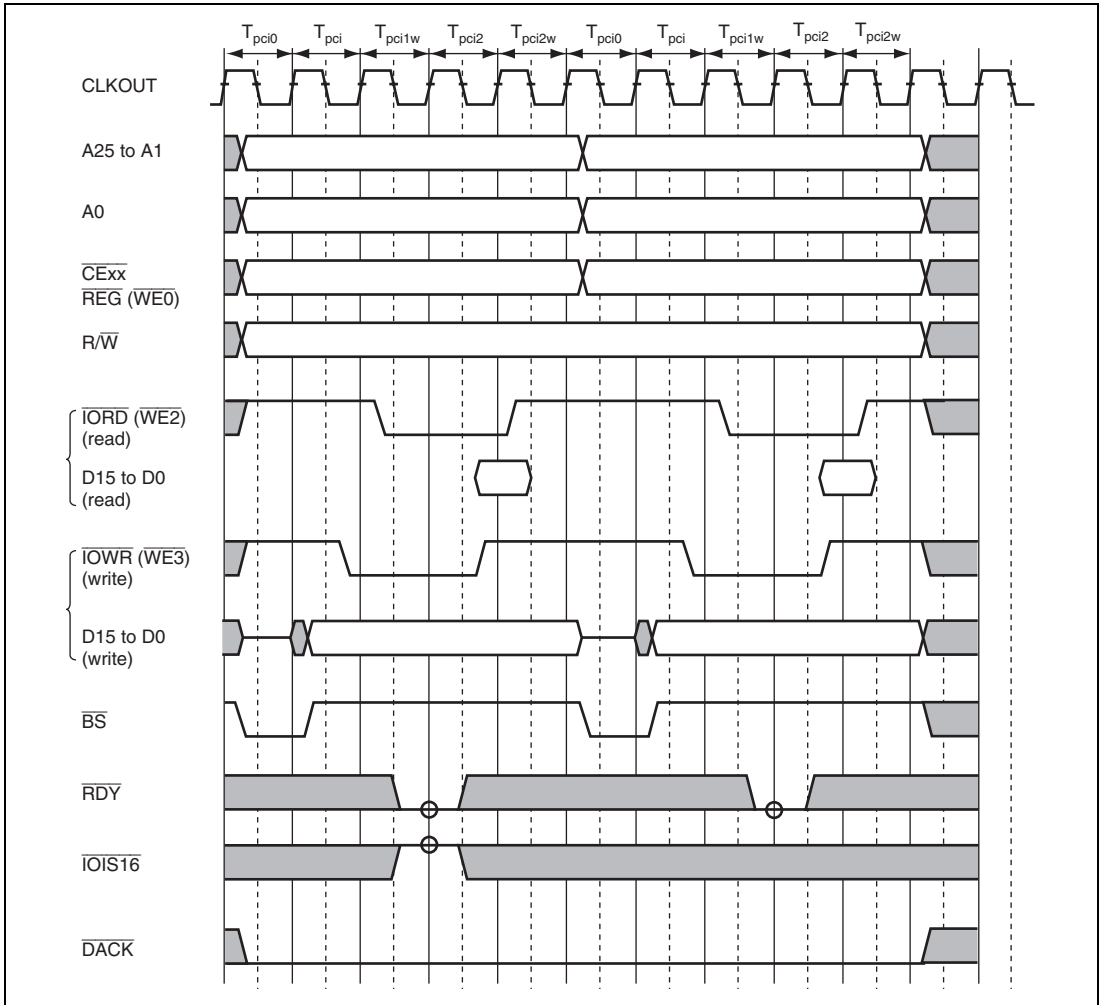 Tpci0 Tpci Tpci1w Tpci2 Tpci2w Tpci0 Tpci Tpci1w Tpci2 Tpci2w
CLKOUT
A25 to A1
A0
CExx
REG (WE0)
R/W
IORD (WE2)
(read)
D15 to D0
(read)
IOWR (WE3)
(write)
D15 to D0
(write)
BS
RDY
IOIS16
DACK